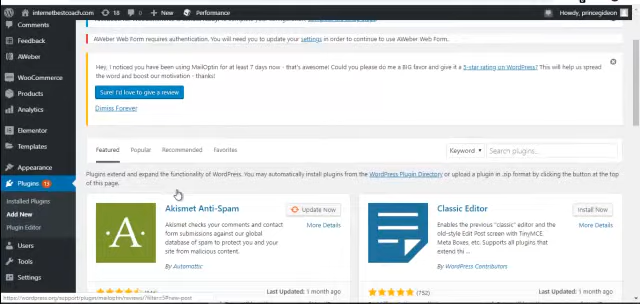 internetbestcoach.com 18 0 + New Performance Howdy, princegideon
Comments
Feedback
AWeber
WooCommerce
Products
Analytics
Elementor
Templates
Appearance
Plugins 13
Installed Plugins
Add New
Plugin Editor
Users
Tools
Settings
AWeber Web Form requires authentication. You will need to update your settings in order to continue to use AWeber Web Form.
Hey, I noticed you have been using MailOptin for at least 7 days now - that's awesome! Could you please do me a BIG favor and give it a 5-star rating on WordPress? This will help us spread
the word and boost our motivation - thanks!
Sure! I'd love to give a review
Dimiss Forever
Featured Popular Recommended Favorites
Keyword Search plugins...
Plugins extend and expand the functionality of WordPress. You may automatically install plugins from the WordPress Plugin Directory or upload a plugin in .zip format by clicking the button at the top
of this page.
Akismet Anti-Spam
Update Now
More Details
Akismet checks your comments and contact
form submissions against our global
database of spam to protect you and your
site from malicious content.
By Automattic
Last Updated: 1 month ago
Classic Editor
Install Now
More Details
Enables the previous "classic" editor and the
old-style Edit Post screen with TinyMCE,
Meta Boxes, etc. Supports all plugins that
extend thi ...
By WordPress Contributors
(752)
Last Updated: 1 month ago